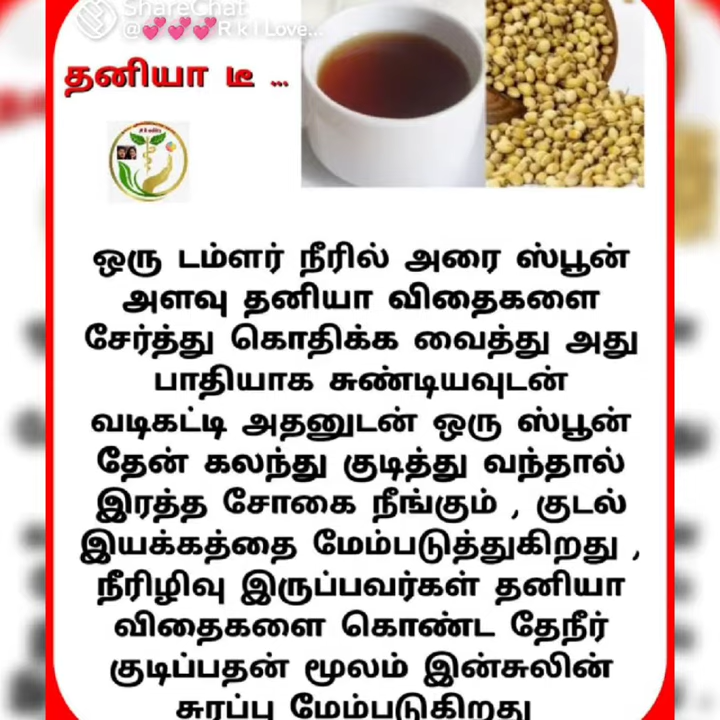 ShareChat
@💕💕💕R k i Love...
தனியா டீ ...
ஒரு டம்ளர் நீரில் அரை ஸ்பூன்
அளவு தனியா விதைகளை
சேர்த்து கொதிக்க வைத்து அது
பாதியாக சுண்டியவுடன்
வடிகட்டி அதனுடன் ஒரு ஸ்பூன்
தேன் கலந்து குடித்து வந்தால்
இரத்த சோகை நீங்கும் , குடல்
இயக்கத்தை மேம்படுத்துகிறது ,
நீரிழிவு இருப்பவர்கள் தனியா
விதைகளை கொண்ட தேநீர்
குடிப்பதன் மூலம் இன்சுலின்
சுரப்பு மேம்படுகிறது